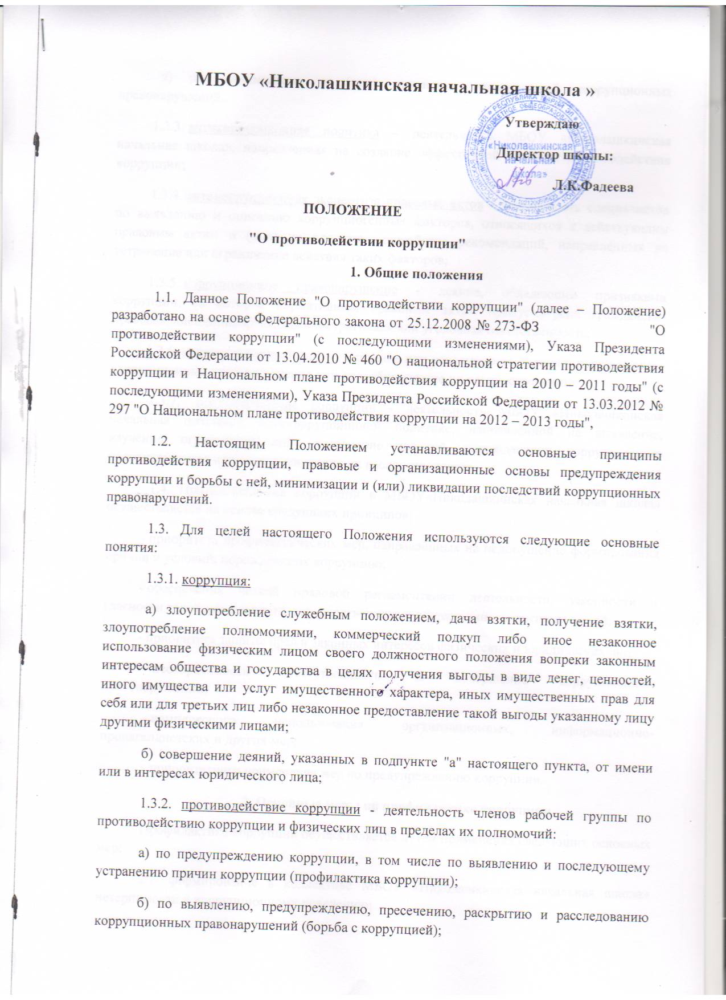 МБОУ «Николашкинская начальная школа »
Утверждаю
«Николашкинская
Директор школы:
начальная
школа»
Л.К.Фадеева
ПОЛОЖЕНИЕ
"О противодействии коррупции"
1. Общие положения
1.1. Данное Положение "О противодействии коррупции" (далее – Положение)
разработано на основе Федерального закона от 25.12.2008 № 273-ФЗ "О
противодействии коррупции" (с последующими изменениями), Указа Президента
Российской Федерации от 13.04.2010 № 460 "О национальной стратегии противодействия
коррупции и Национальном плане противодействия коррупции на 2010 – 2011 годы" (с
последующими изменениями), Указа Президента Российской Федерации от 13.03.2012 №
297 "О Национальном плане противодействия коррупции на 2012 – 2013 годы",
1.2. Настоящим Положением устанавливаются основные принципы
противодействия коррупции, правовые и организационные основы предупреждения
коррупции и борьбы с ней, минимизации и (или) ликвидации последствий коррупционных
правонарушений.
1.3. Для целей настоящего Положения используются следующие основные
понятия:
1.3.1. коррупция:
а) злоупотребление служебным положением, дача взятки, получение взятки,
злоупотребление полномочиями, коммерческий подкуп либо иное незаконное
использование физическим лицом своего должностного положения вопреки законным
интересам общества и государства в целях получения выгоды в виде денег, ценностей,
иного имущества или услуг имущественного характера, иных имущественных прав для
себя или для третьих лиц либо незаконное предоставление такой выгоды указанному лицу
другими физическими лицами;
б) совершение деяний, указанных в подпункте "а" настоящего пункта, от имени
или в интересах юридического лица;
1.3.2. противодействие коррупции - деятельность членов рабочей группы по
противодействию коррупции и физических лиц в пределах их полномочий:
а) по предупреждению коррупции, в том числе по выявлению и последующему
устранению причин коррупции (профилактика коррупции);
б) по выявлению, предупреждению, пресечению, раскрытию и расследованию
коррупционных правонарушений (борьба с коррупцией);